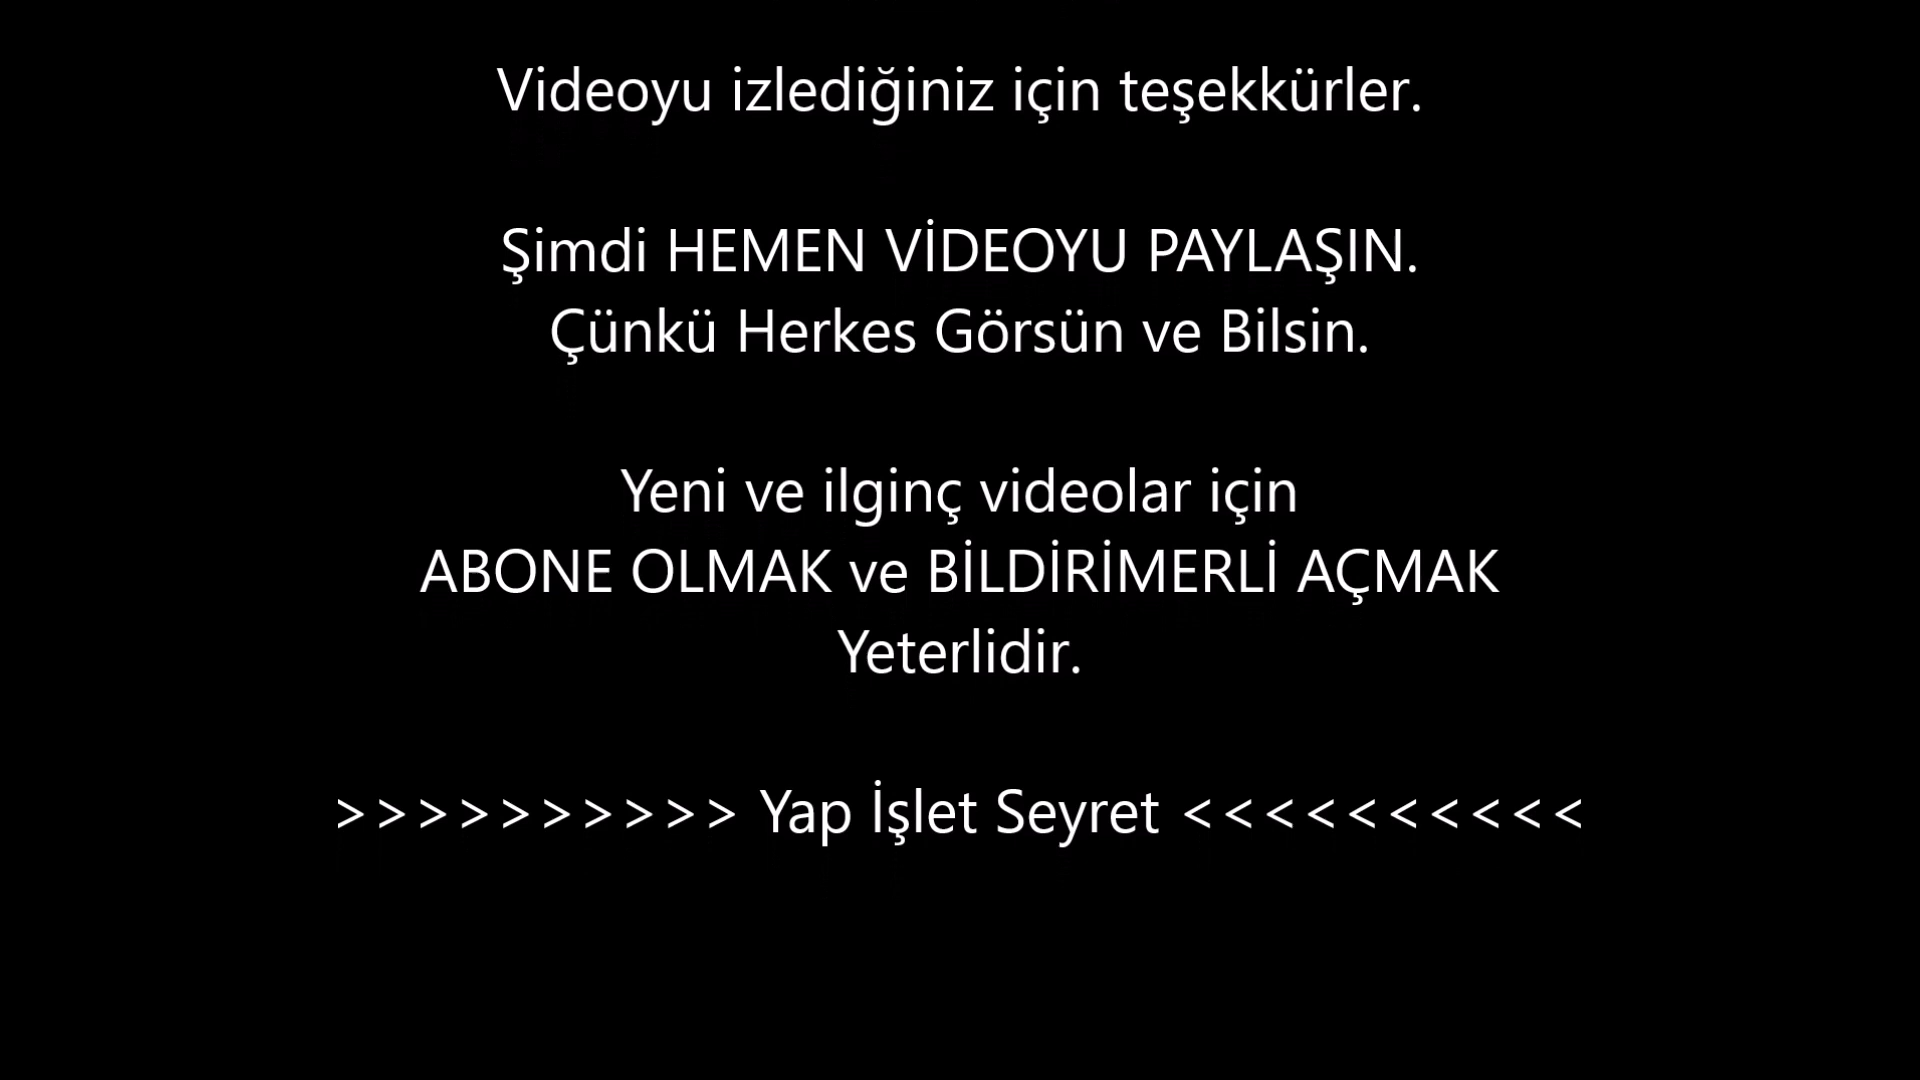 Videoyu izlediğiniz için teşekkürler.
Şimdi HEMEN VİDEOYU PAYLAŞIN.
Çünkü Herkes Görsün ve Bilsin.
Yeni ve ilginç videolar için
ABONE OLMAK ve BİLDİRİMERLİ AÇMAK
Yeterlidir.
>>>>>>>>>> Yap İşlet Seyret <<<<<<<<<<